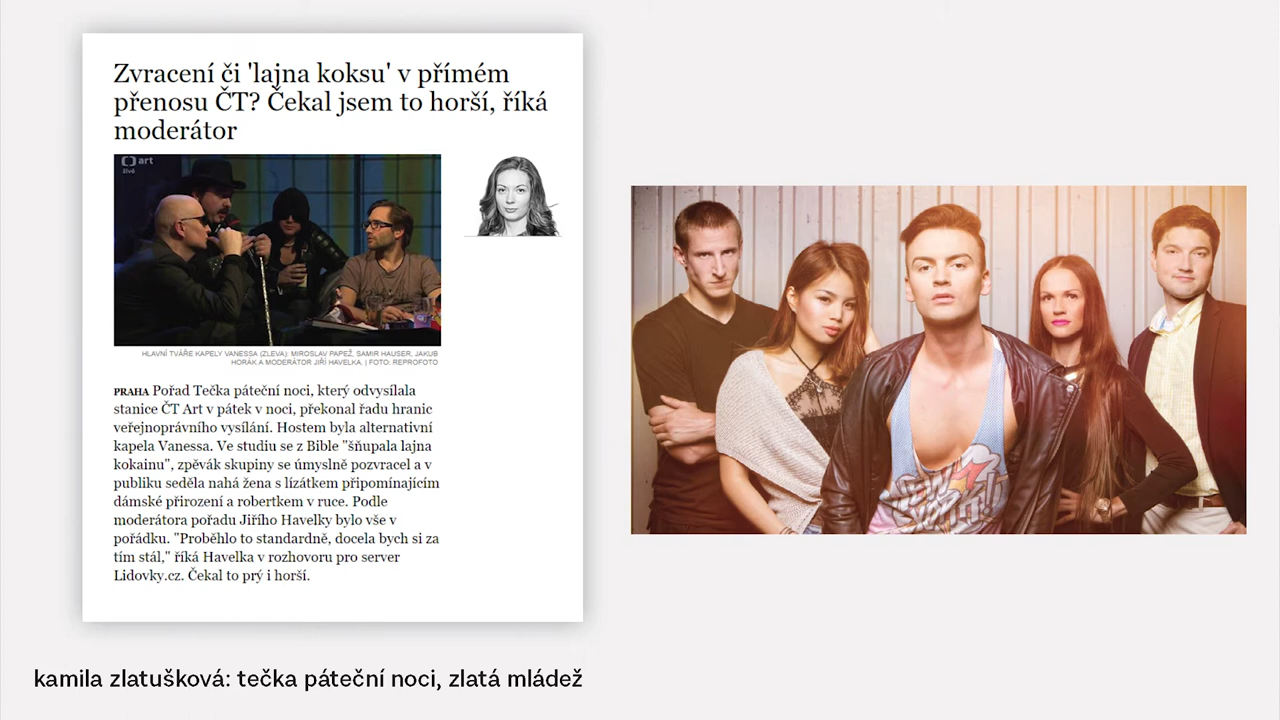 Zvracení či 'lajna koksu' v přímém
přenosu ČT? Čekal jsem to horší, říká
moderátor
art
živě
HLAVNÍ TVÁŘE KAPELY VANESSA (ZLEVA): MIROSLAV PAPEŽ, SAMIR HAUSER, JAKUB
HORÁK A MODERÁTOR JIŘÍ HAVELKA. | FOTO: REPROFOTO
PRAHA Pořad Tečka páteční noci, který odvysílala
stanice ČT Art v pátek v noci, překonal řadu hranic
veřejnoprávního vysílání. Hostem byla alternativní
kapela Vanessa. Ve studiu se z Bible "šňupala lajna
kokainu", zpěvák skupiny se úmyslně pozvracel a v
publiku seděla nahá žena s lízátkem připomínajícím
dámské přirození a robertkem v ruce. Podle
moderátora pořadu Jiřího Havelky bylo vše v
pořádku. "Proběhlo to standardně, docela bych si za
tím stál," říká Havelka v rozhovoru pro server
Lidovky.cz. Čekal to prý i horší.
kamila zlatušková: tečka páteční noci, zlatá mládež